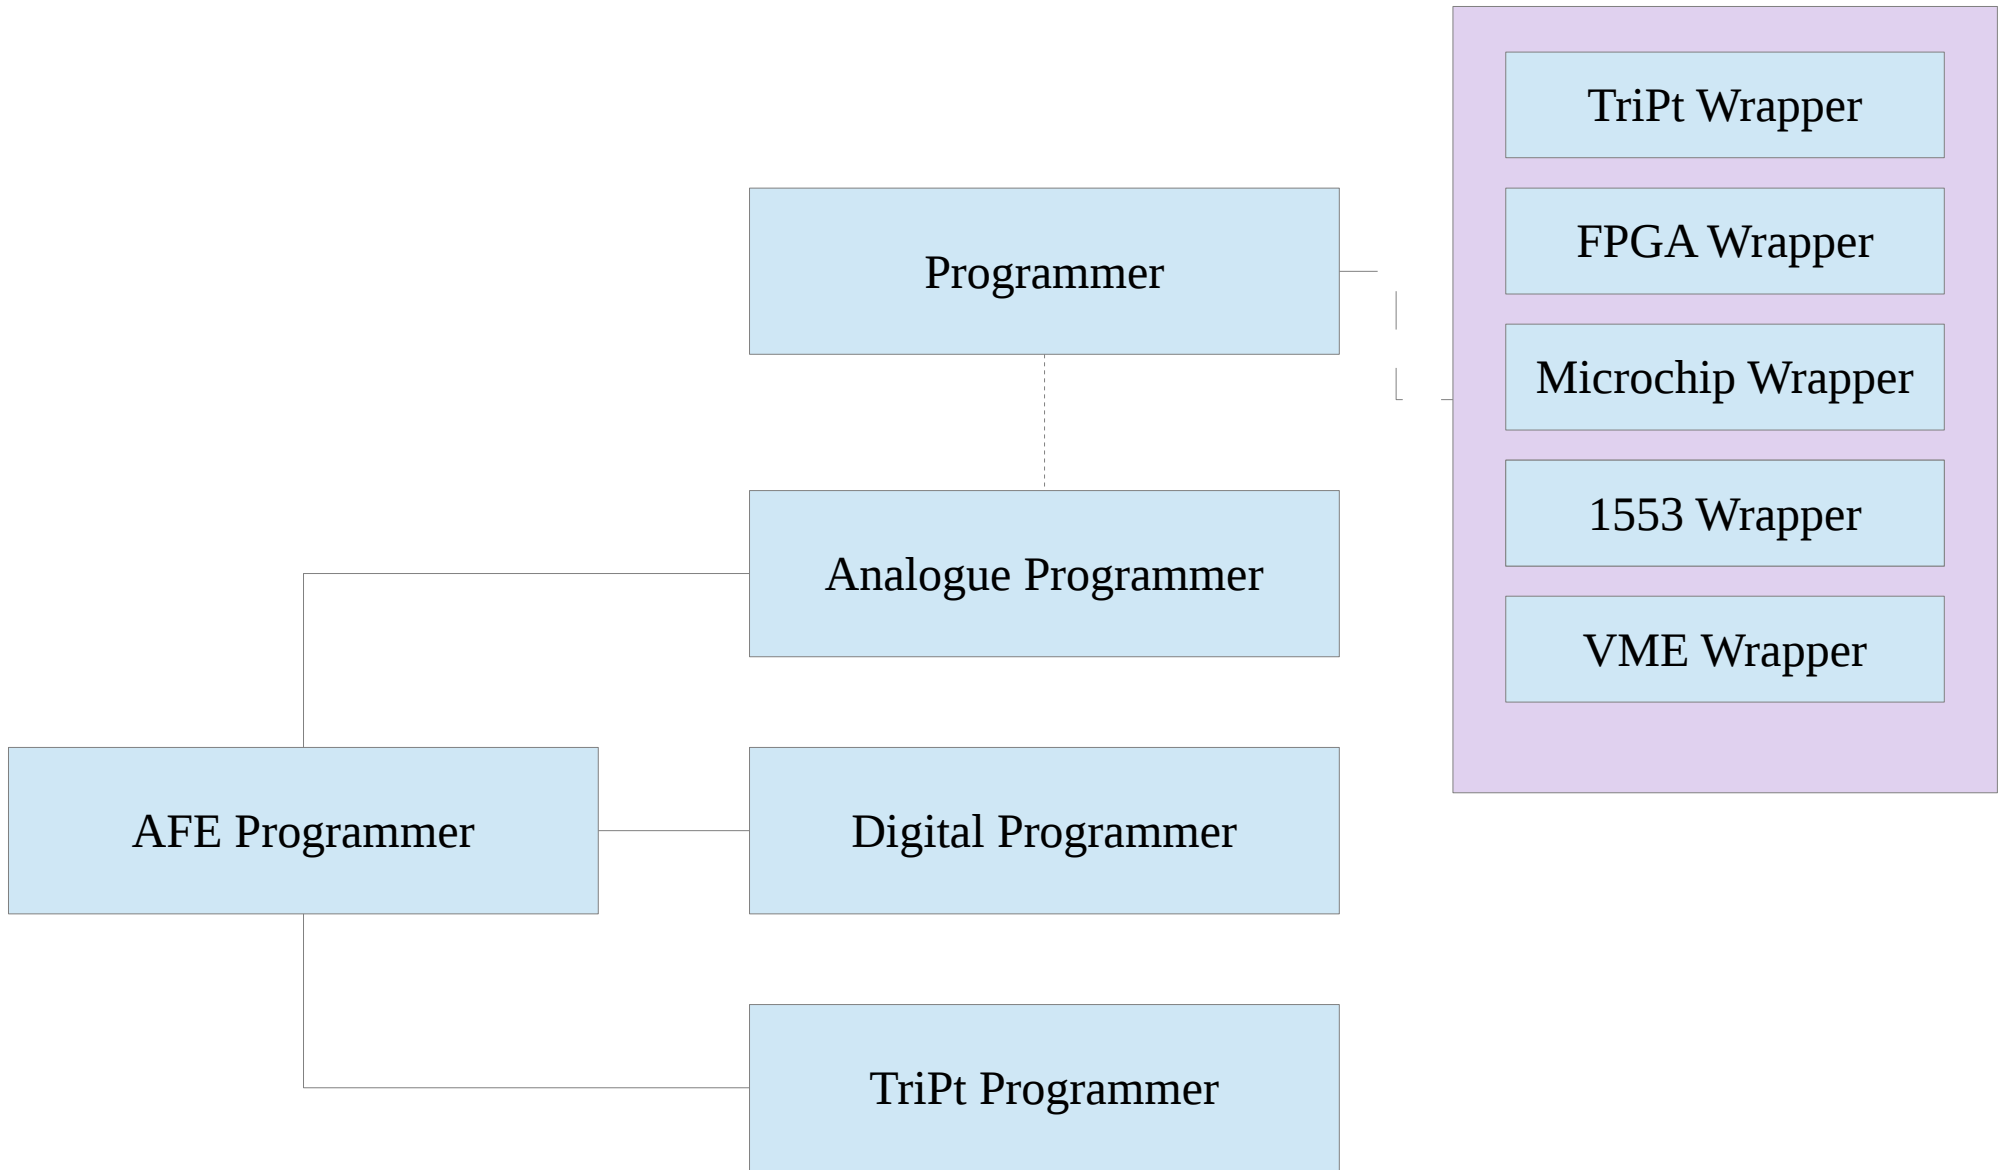 TriPt Wrapper
FPGA Wrapper
Programmer
Microchip Wrapper
1553 Wrapper
Analogue Programmer
VME Wrapper
AFE Programmer
Digital Programmer
TriPt Programmer